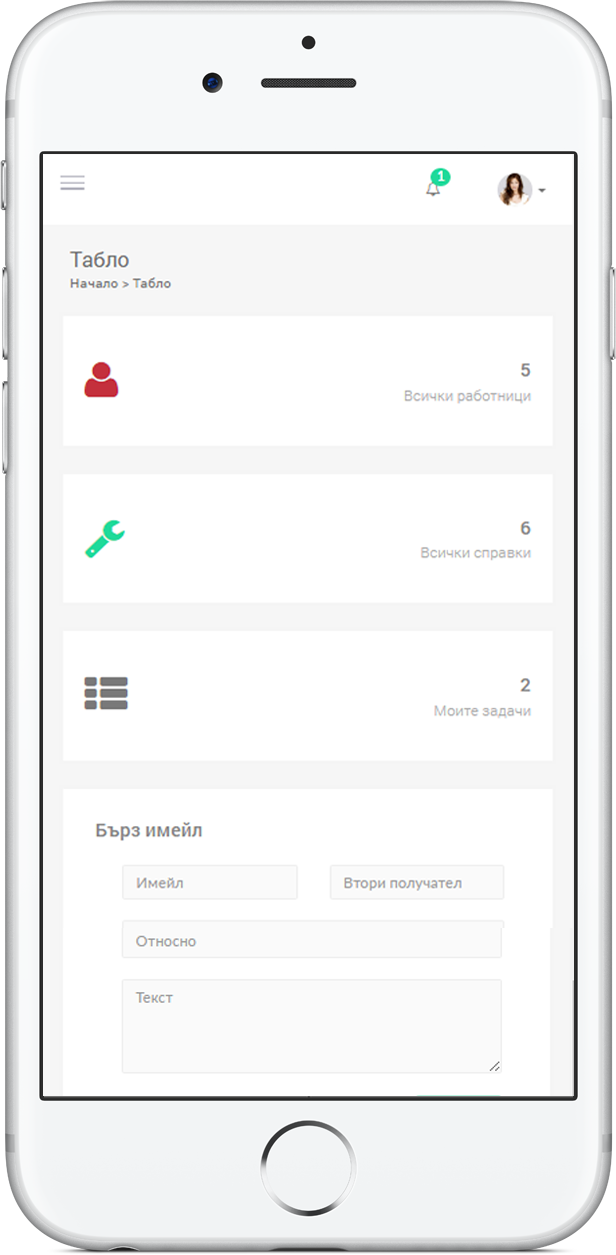 1
Табло
Начало > Табло
5
Всички работници
6
Всички справки
2
Моите задачи
Бърз имейл
Имейл
Втори получател
Относно
Текст